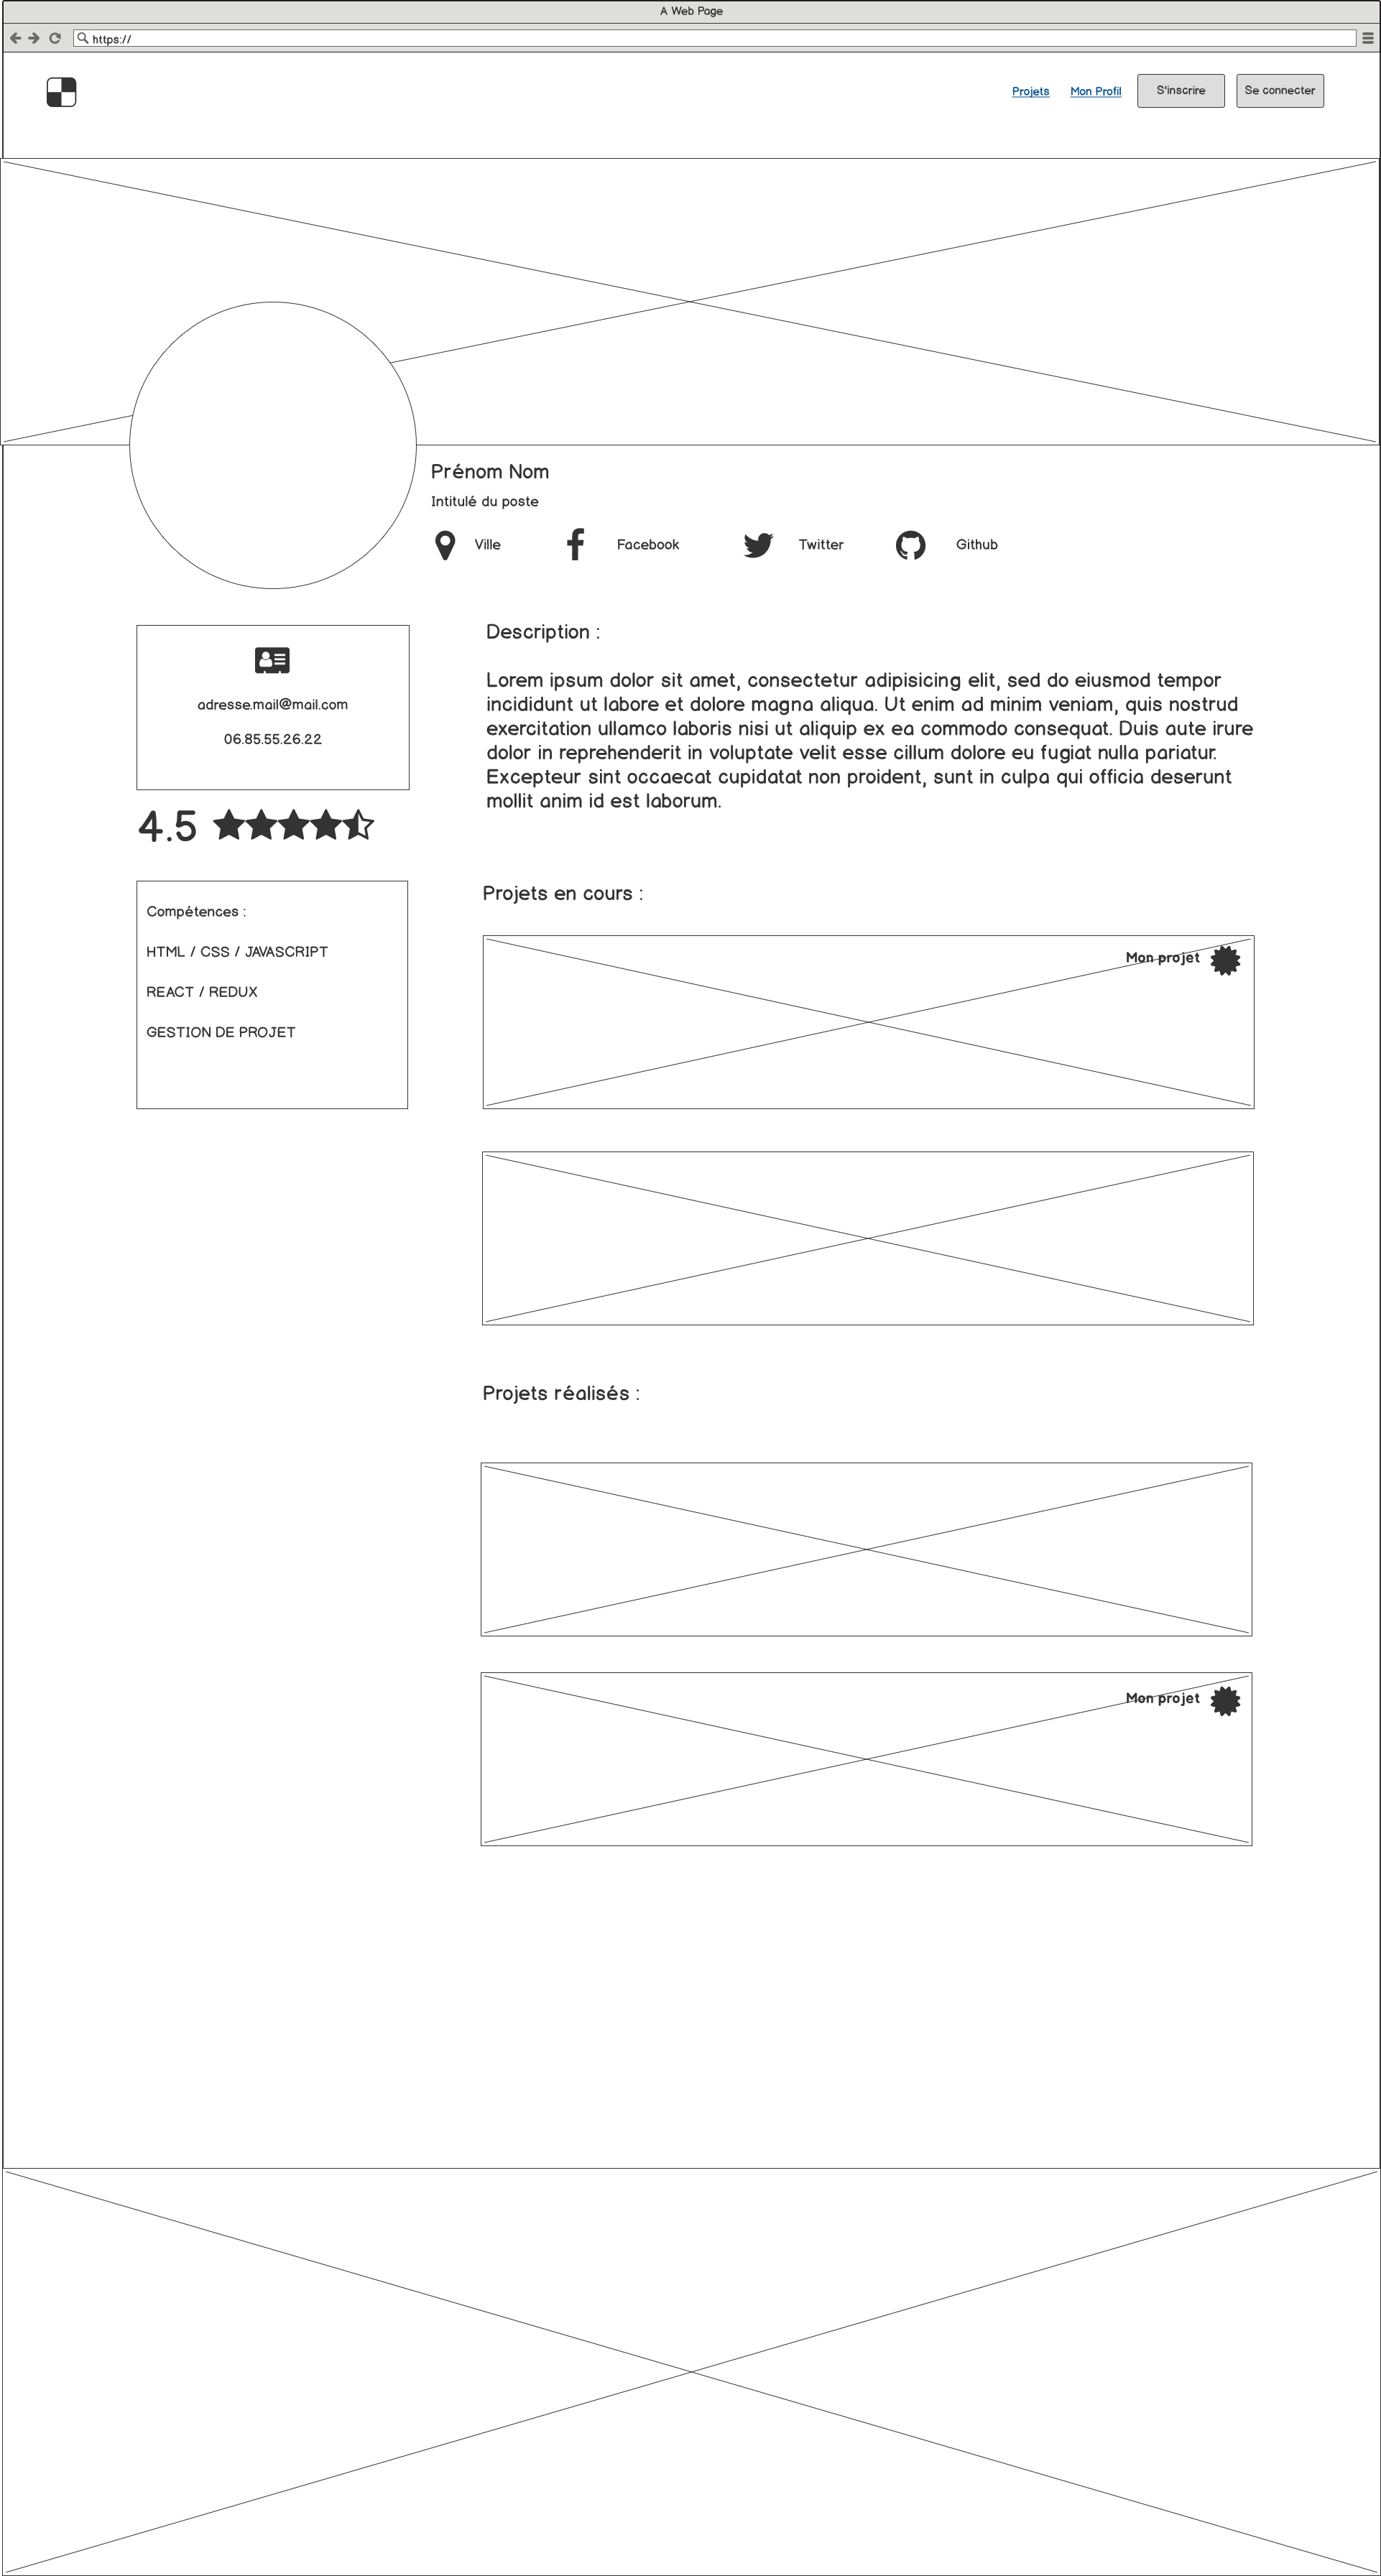 A Web Page
https://
Projets
Mon Profil
S'inscrire
Se connecter
Prénom Nom
Intitulé du poste
Ville
Facebook
Twitter
Github
adresse.mail@mail.com
06.85.55.26.22
4.5
Compétences :
HTML / CSS / JAVASCRIPT
REACT / REDUX
GESTION DE PROJET
Description :
Lorem ipsum dolor sit amet, consectetur adipisicing elit, sed do eiusmod tempor
incididunt ut labore et dolore magna aliqua. Ut enim ad minim veniam, quis nostrud
exercitation ullamco laboris nisi ut aliquip ex ea commodo consequat. Duis aute irure
dolor in reprehenderit in voluptate velit esse cillum dolore eu fugiat nulla pariatur.
Excepteur sint occaecat cupidatat non proident, sunt in culpa qui officia deserunt
mollit anim id est laborum.
Projets en cours :
Mon projet
Projets réalisés :
Mon projet